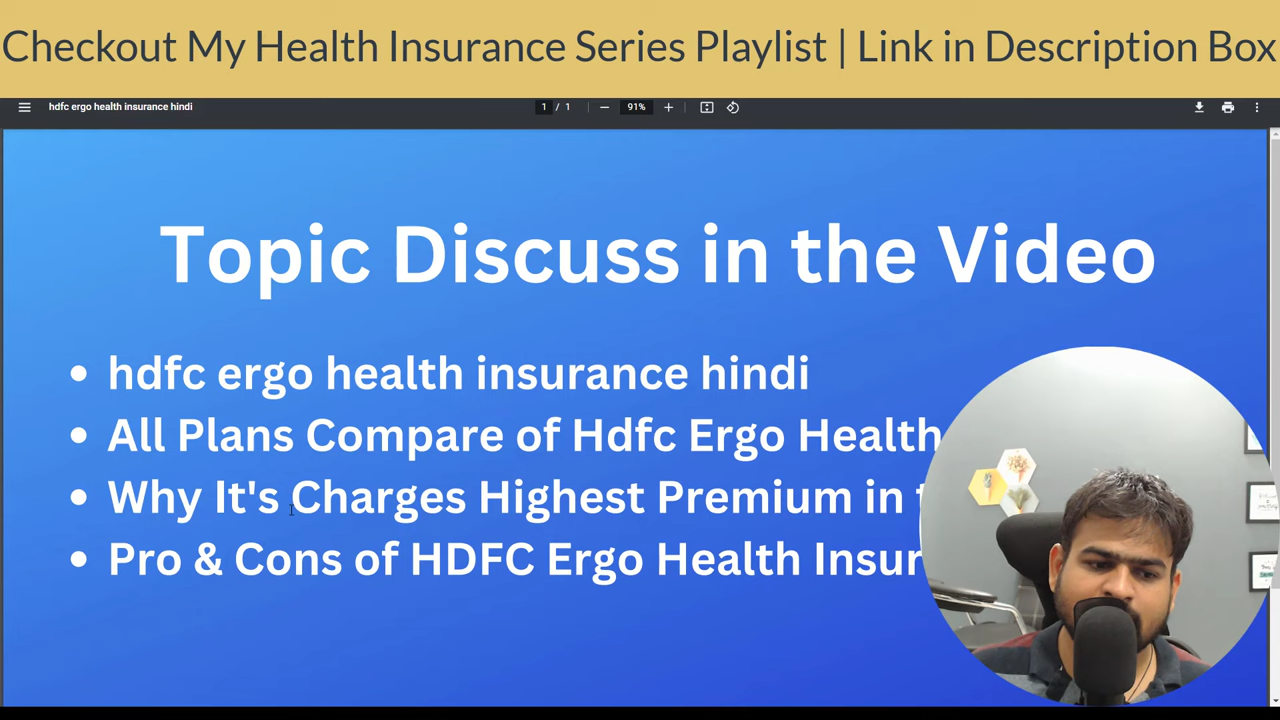 Checkout My Health Insurance Series Playlist | Link in Description Box
hdfc ergo health insurance hindi
1 / 1
91%
Topic Discuss in the Video
• hdfc ergo health insurance hindi
• All Plans Compare of Hdfc Ergo Health
• Why It's Charges Highest Premium in
• Pro & Cons of HDFC Ergo Health